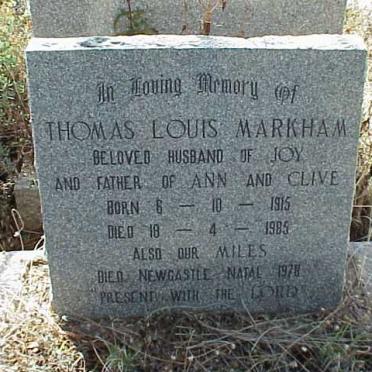 In Loving Memory Of
THOMAS LOUIS MARKHAM
BELOVED HUSBAND OF JOY
AND FATHER OF ANN AND CLIVE
BORN 6 — 10 — 1915
DIED 18 — 4 — 1985
ALSO OUR MILES
DIED NEWCASTLE NATAL 1978
"PRESENT WITH THE LORD"